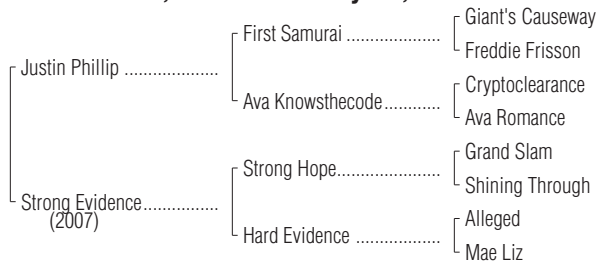 Giant's Causeway
First Samurai ..................
Freddie Frisson
Justin Phillip ...................
Cryptoclearance
Ava Knowsthecode............
Ava Romance
Grand Slam
Strong Hope.....................
Shining Through
Strong Evidence...............
(2007)
Alleged
Hard Evidence .................
Mae Liz